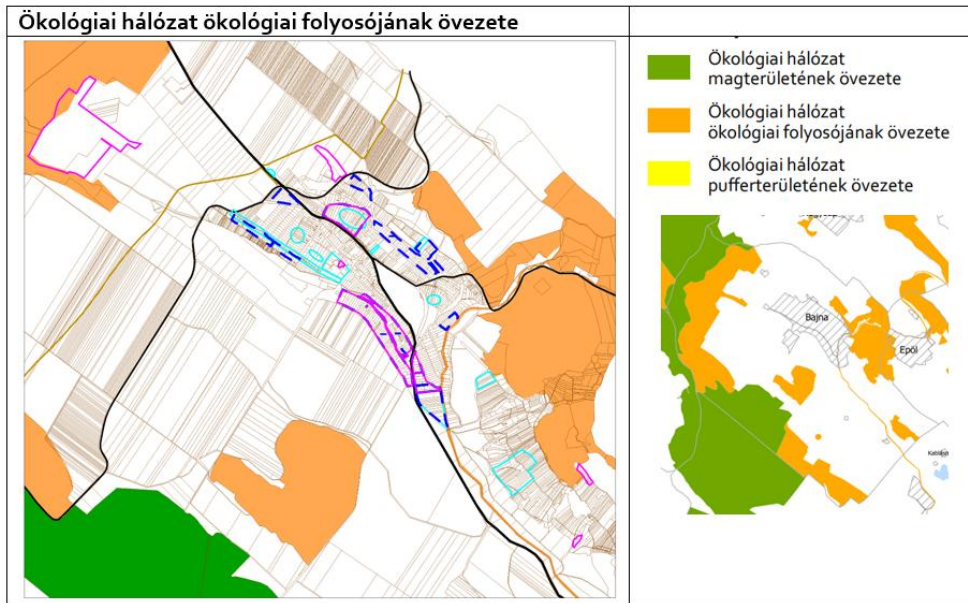 Ökológiai hálózat ökológiai folyosójának övezete
Ökológiai hálózat
magterületének övezete
Ökológiai hálózat
ökológiai folyosójának övezete
Ökológiai hálózat
pufferterületének övezete
Bajna
Epöl